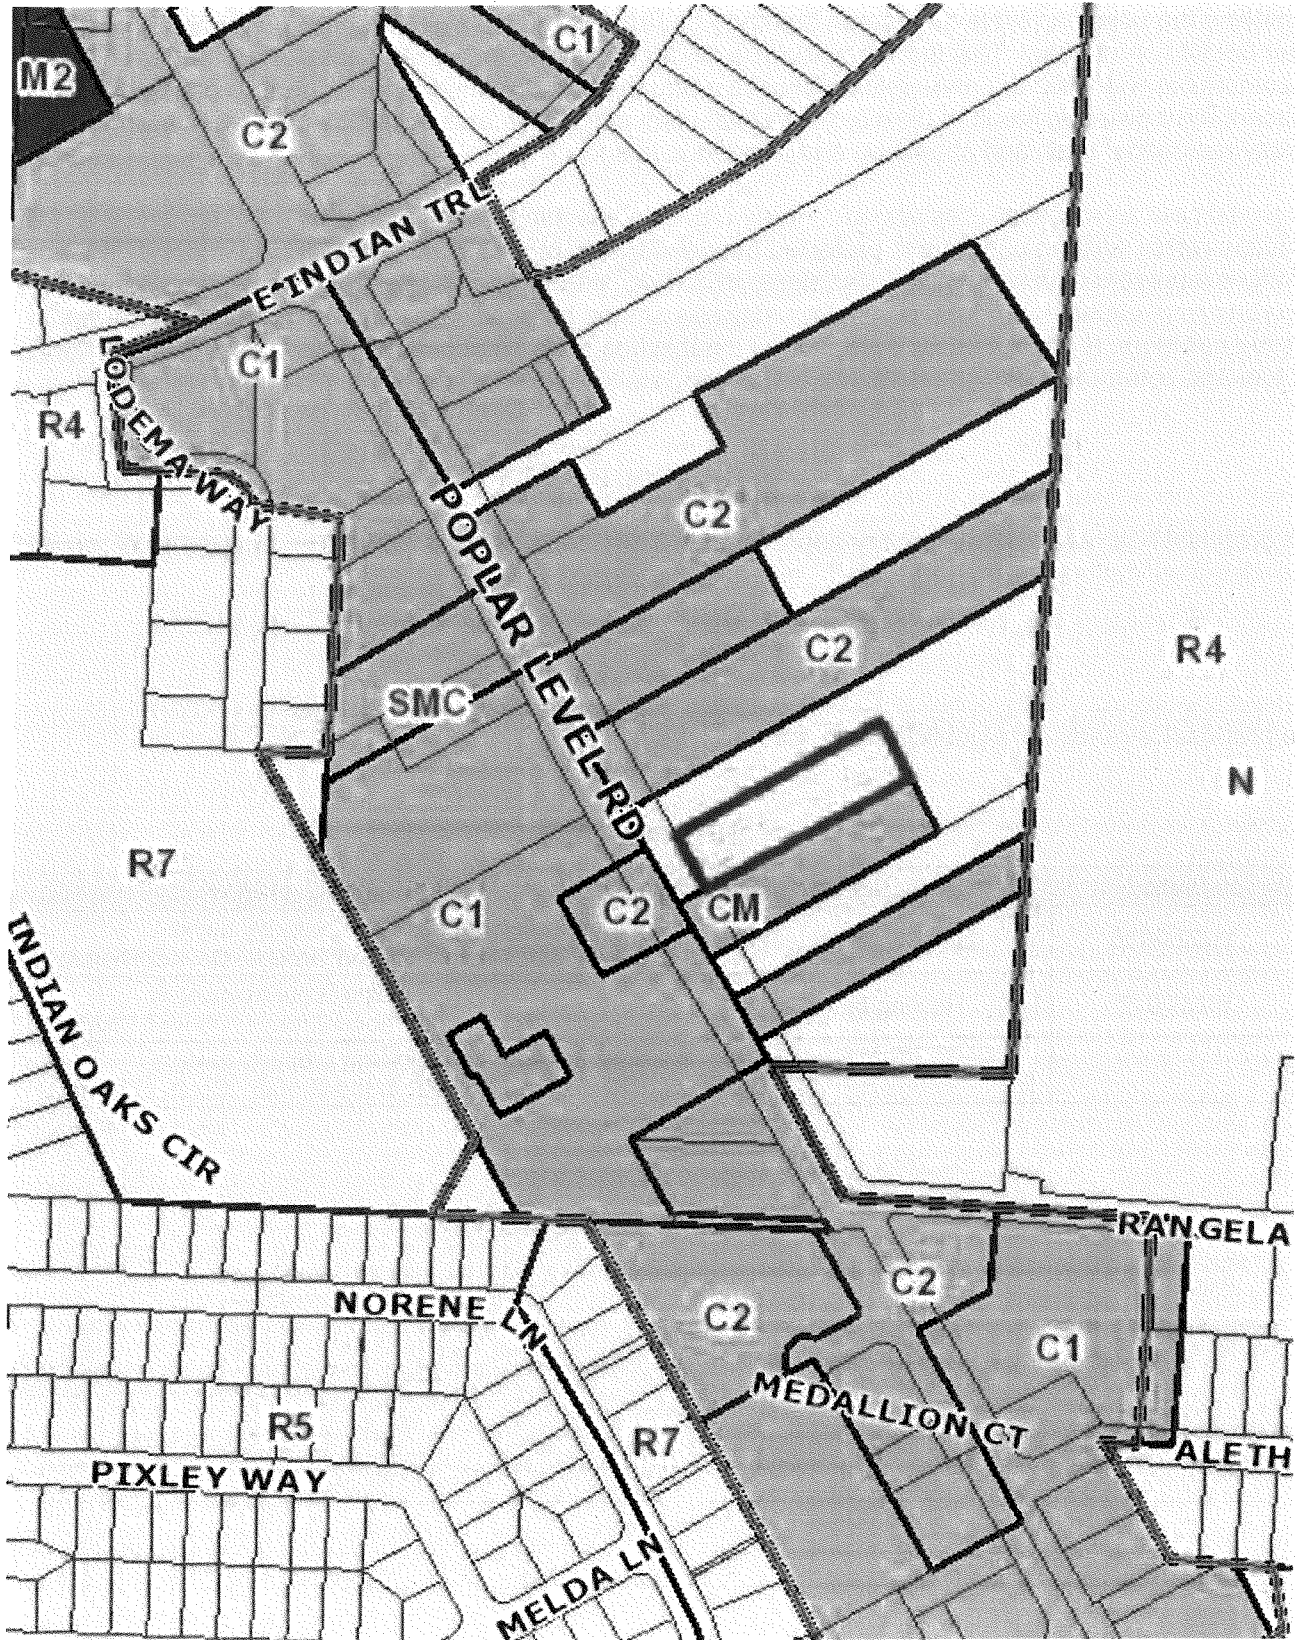 C1
M2
C2
E INDIAN TRL
C1
LODEMA WAY
R4
POPLAR LEVEL RD
C2
C2
R4
SMC
N
R7
C1
C2
CM
INDIAN OAKS CIR
RANGELA
C2
NORENE LN
C2
C1
MEDALLION CT
R5
R7
ALETH
PIXLEY WAY
MELDA LN